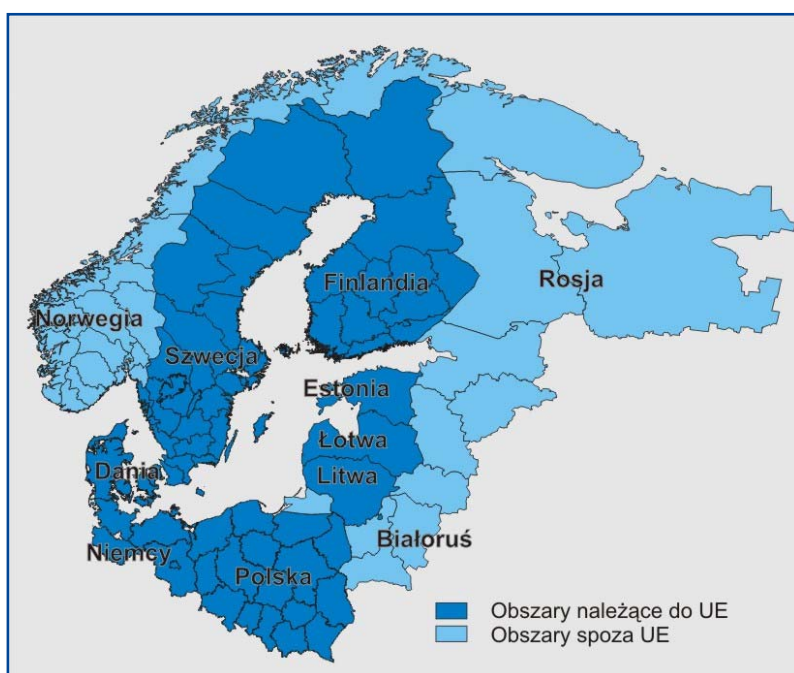 Finlandia
Rosja
Norwegia
Szwecja
Estonia
Łotwa
Dania
Litwa
Białoruś
Niemcy
Polska
Obszary należące do UE
Obszary spoza UE